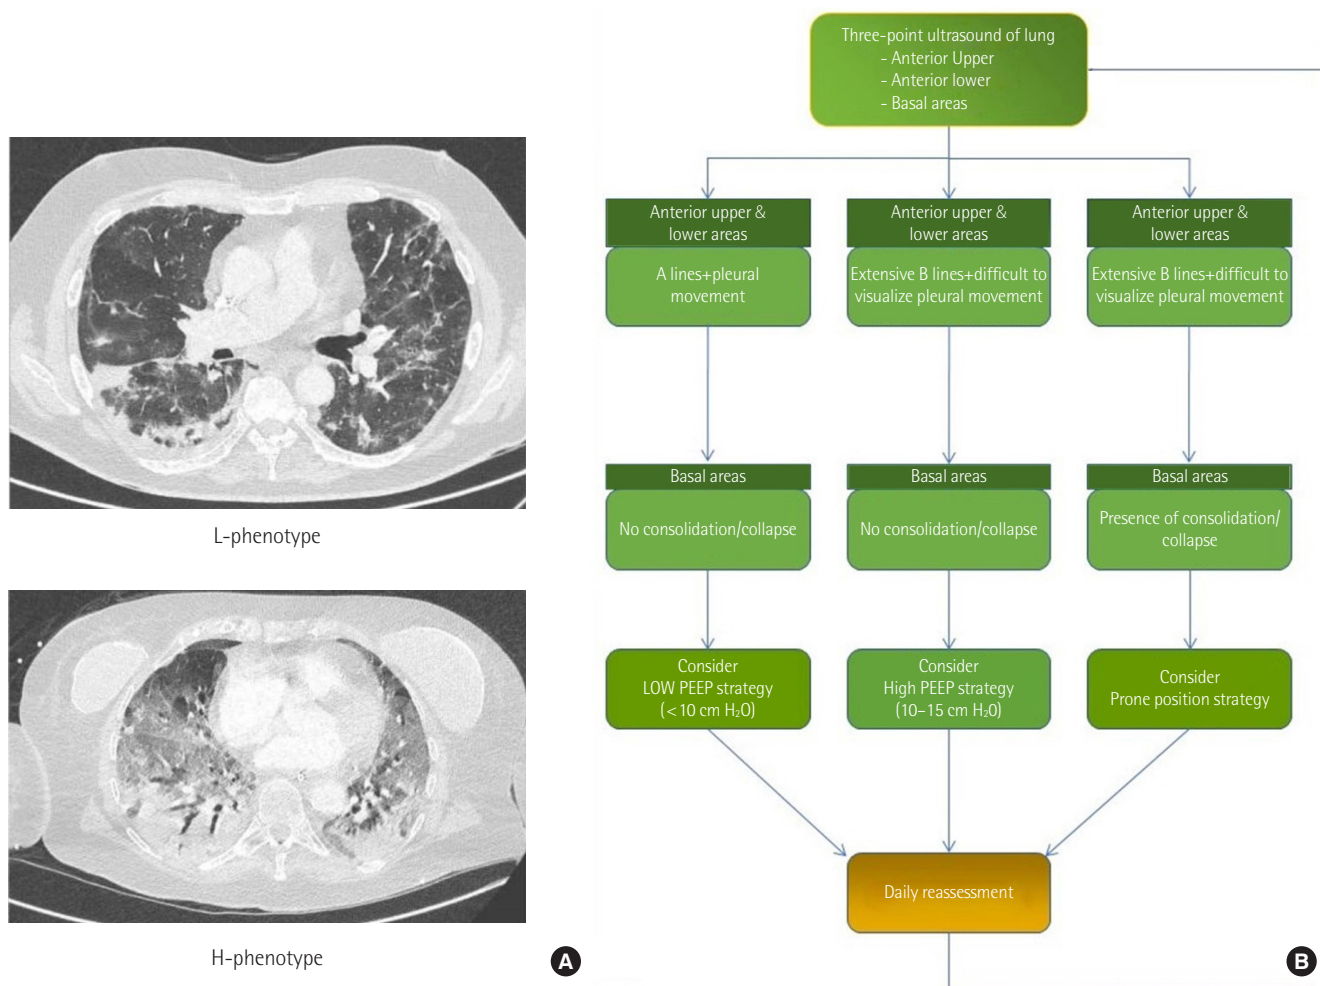 L-phenotype
H-phenotype
A
Three-point ultrasound of lung
- Anterior Upper
- Anterior lower
- Basal areas
Anterior upper &
lower areas
A lines+pleural
movement
Basal areas
No consolidation/collapse
Consider
LOW PEEP strategy
(<10 cm H₂O)
Anterior upper &
lower areas
Extensive B lines+difficult to
visualize pleural movement
Basal areas
No consolidation/collapse
Consider
High PEEP strategy
(10–15 cm H₂O)
Anterior upper &
lower areas
Extensive B lines+difficult to
visualize pleural movement
Basal areas
Presence of consolidation/
collapse
Consider
Prone position strategy
Daily reassessment
B